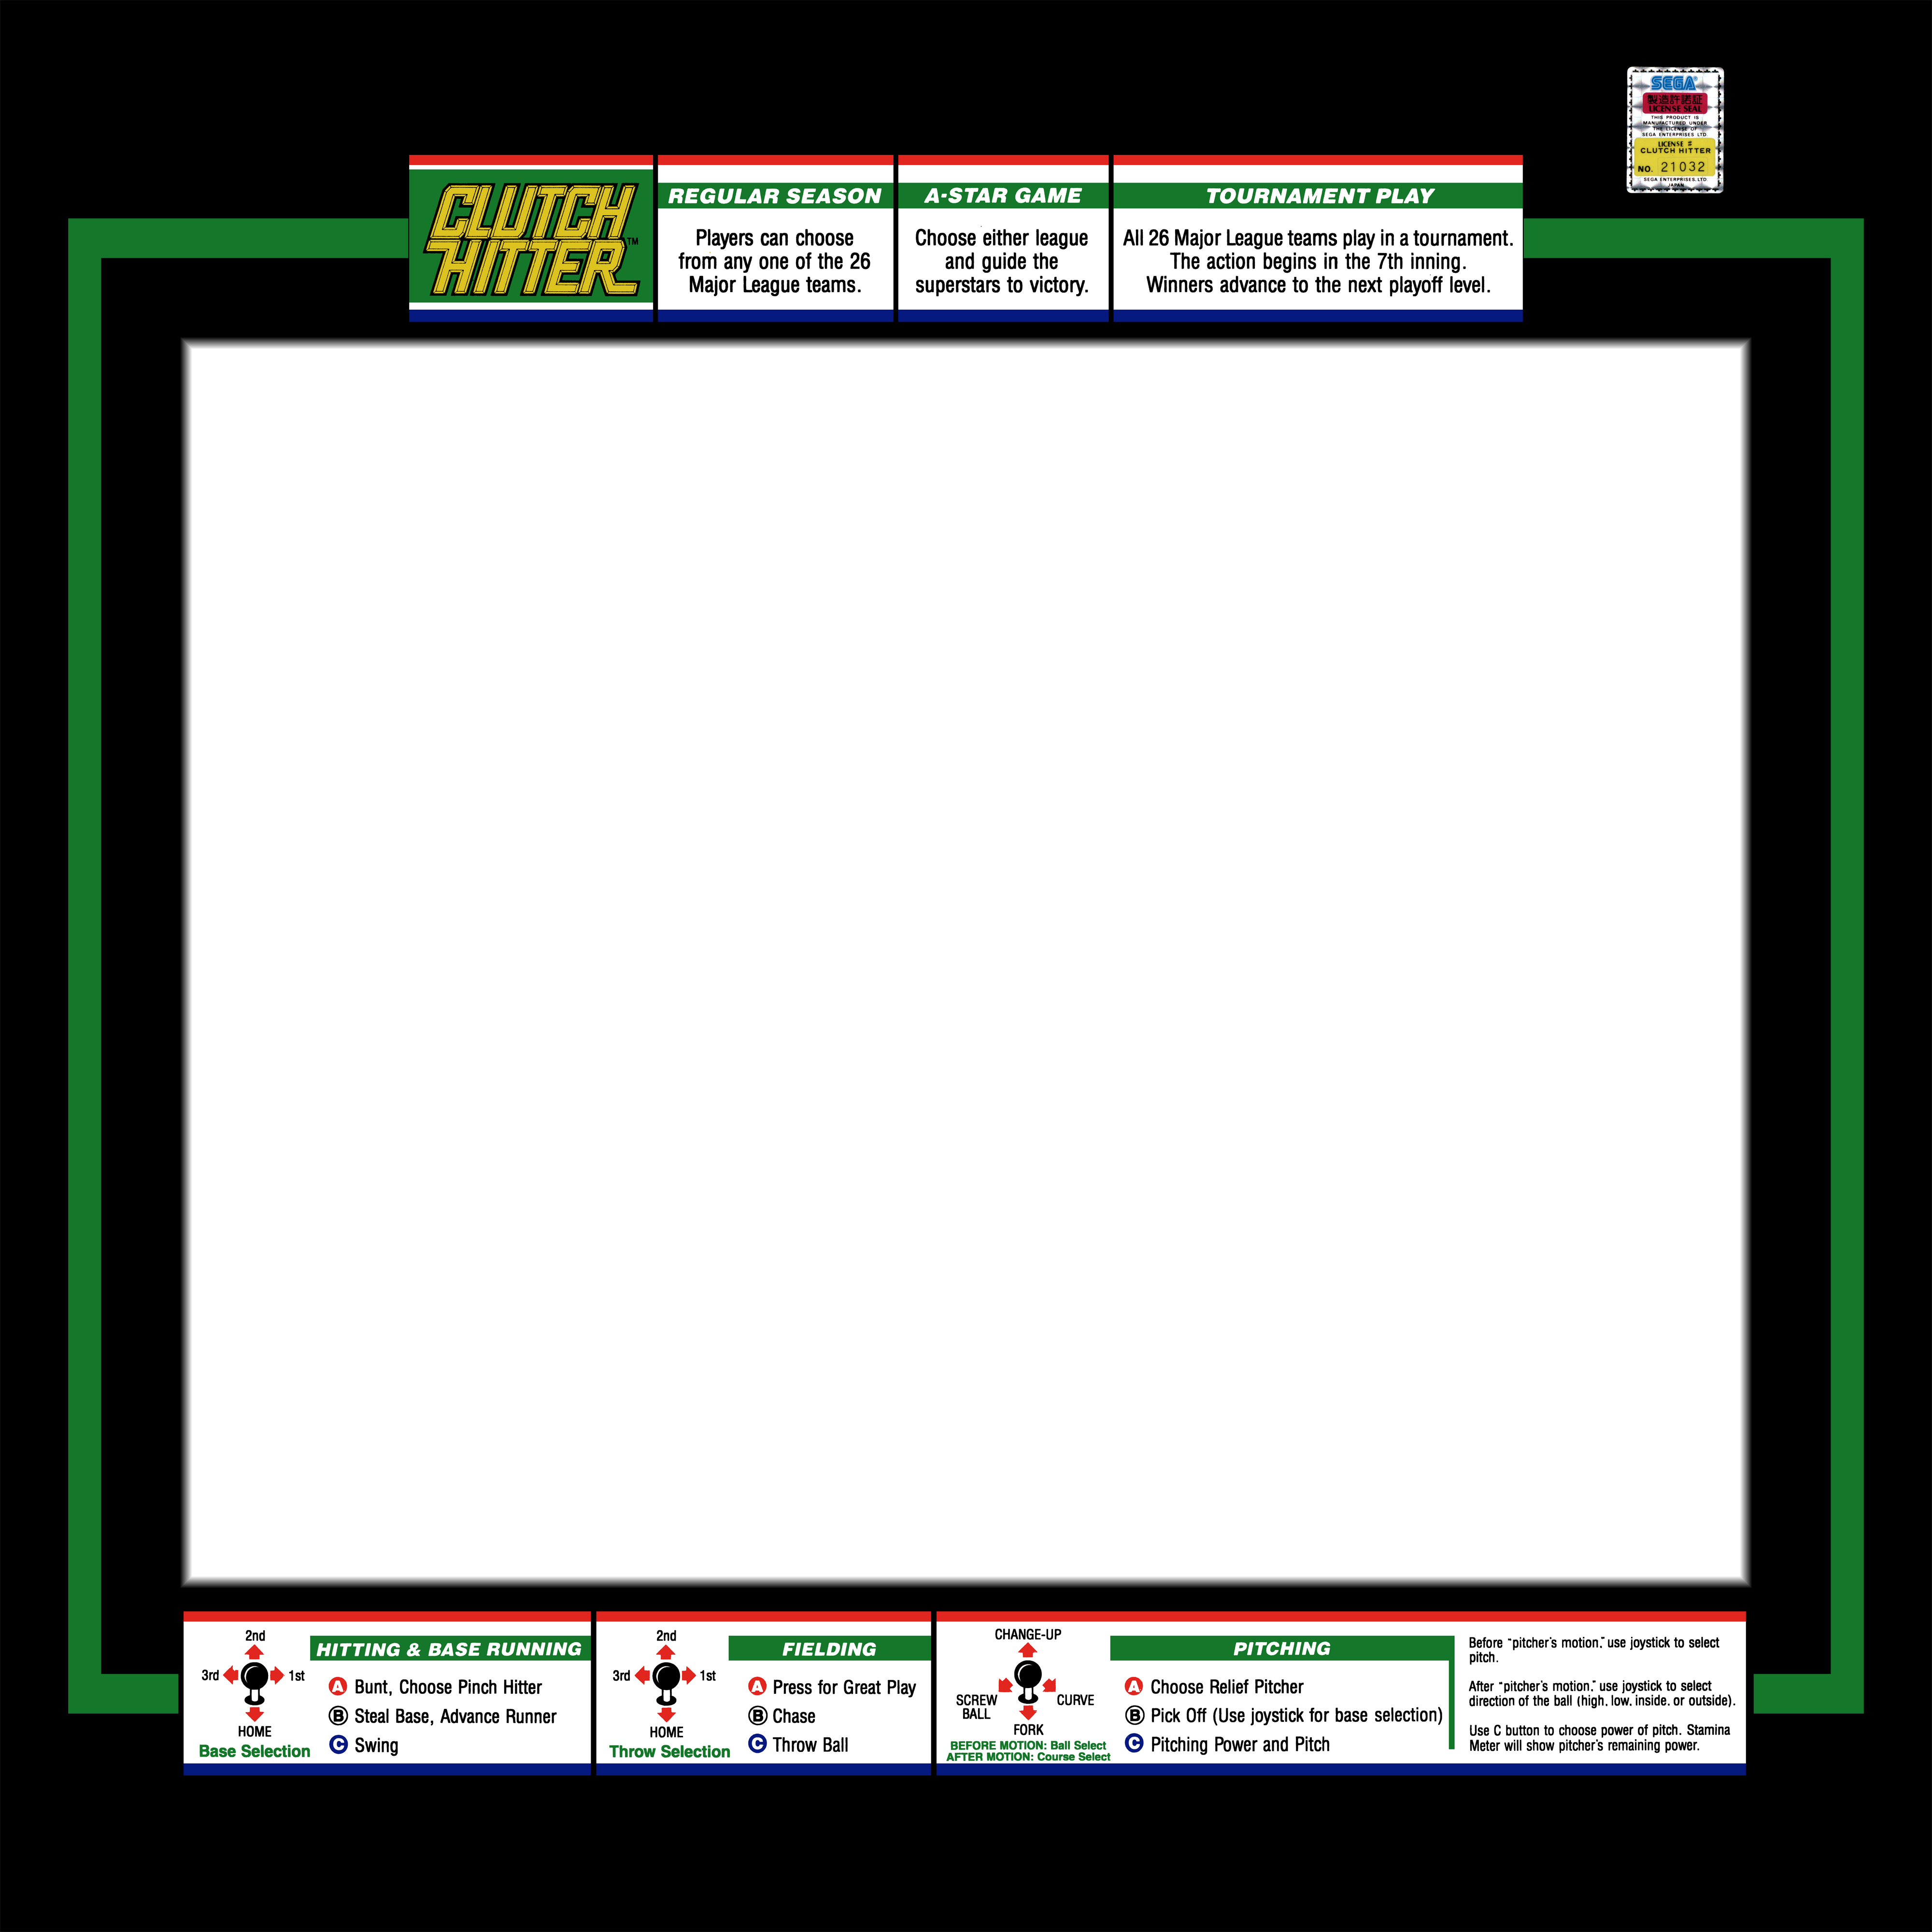 SEGA®
製造許諾証
LICENSE SEAL
THIS PRODUCT IS
MANUFACTURED UNDER
THE LICENSE OF
SEGA ENTERPRISES LTD
LICENSE #
CLUTCH HITTER
NO. 21032
SEGA ENTERPRISES, LTD
JAPAN
CLUTCH
HITTER™
REGULAR SEASON
Players can choose
from any one of the 26
Major League teams.
A-STAR GAME
Choose either league
and guide the
superstars to victory.
TOURNAMENT PLAY
All 26 Major League teams play in a tournament.
The action begins in the 7th inning.
Winners advance to the next playoff level.
2nd
3rd
1st
HOME
Base Selection
HITTING & BASE RUNNING
A Bunt, Choose Pinch Hitter
B Steal Base, Advance Runner
C Swing
2nd
3rd
1st
HOME
Throw Selection
FIELDING
A Press for Great Play
B Chase
C Throw Ball
CHANGE-UP
SCREW
BALL
CURVE
FORK
BEFORE MOTION: Ball Select
AFTER MOTION: Course Select
PITCHING
A Choose Relief Pitcher
B Pick Off (Use joystick for base selection)
C Pitching Power and Pitch
Before “pitcher's motion,” use joystick to select
pitch.
After “pitcher's motion,” use joystick to select
direction of the ball (high, low, inside, or outside).
Use C button to choose power of pitch. Stamina
Meter will show pitcher's remaining power.